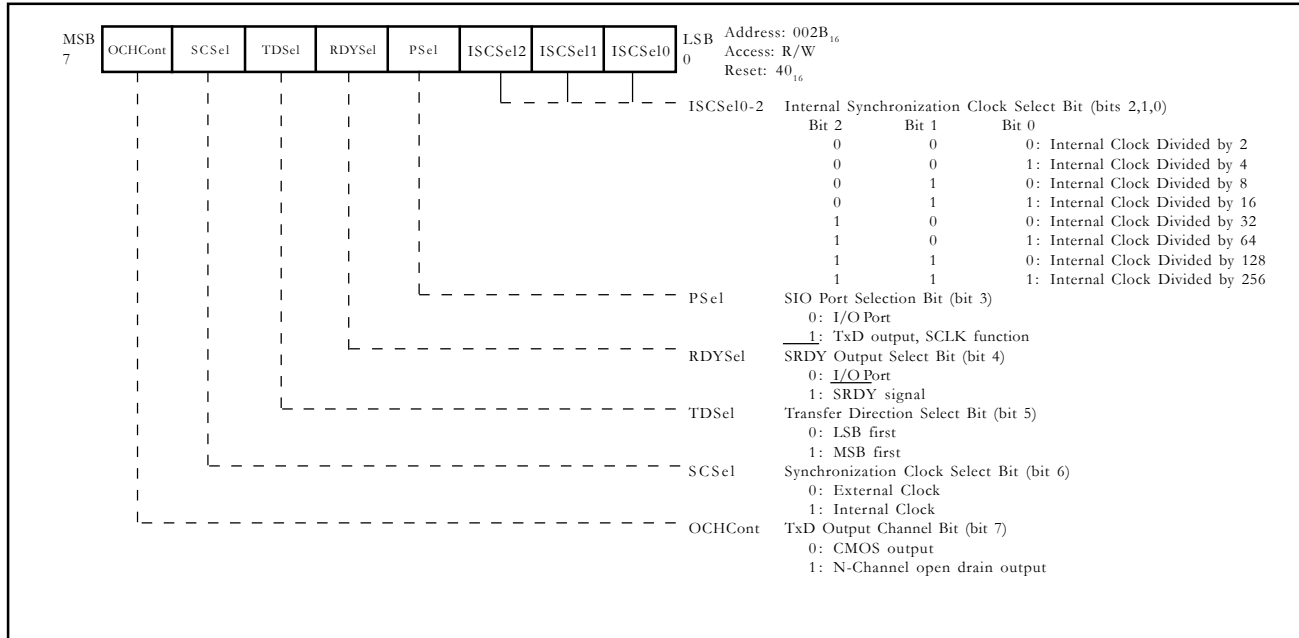 MSB 7 OCHCont SCSel TDSel RDYSel PSel ISCSel2 ISCSel1 ISCSel0 LSB 0
Address: 002B16
Access: R/W
Reset: 4016
ISCSel0-2 Internal Synchronization Clock Select Bit (bits 2,1,0)
Bit 2 Bit 1 Bit 0
0 0 0: Internal Clock Divided by 2
0 0 1: Internal Clock Divided by 4
0 1 0: Internal Clock Divided by 8
0 1 1: Internal Clock Divided by 16
1 0 0: Internal Clock Divided by 32
1 0 1: Internal Clock Divided by 64
1 1 0: Internal Clock Divided by 128
1 1 1: Internal Clock Divided by 256
PSel SIO Port Selection Bit (bit 3)
0: I/O Port
1: TxD output, SCLK function
RDYSel SRDY Output Select Bit (bit 4)
0: I/O Port
1: SRDY signal
TDSel Transfer Direction Select Bit (bit 5)
0: LSB first
1: MSB first
SCSel Synchronization Clock Select Bit (bit 6)
0: External Clock
1: Internal Clock
OCHCont TxD Output Channel Bit (bit 7)
0: CMOS output
1: N-Channel open drain output